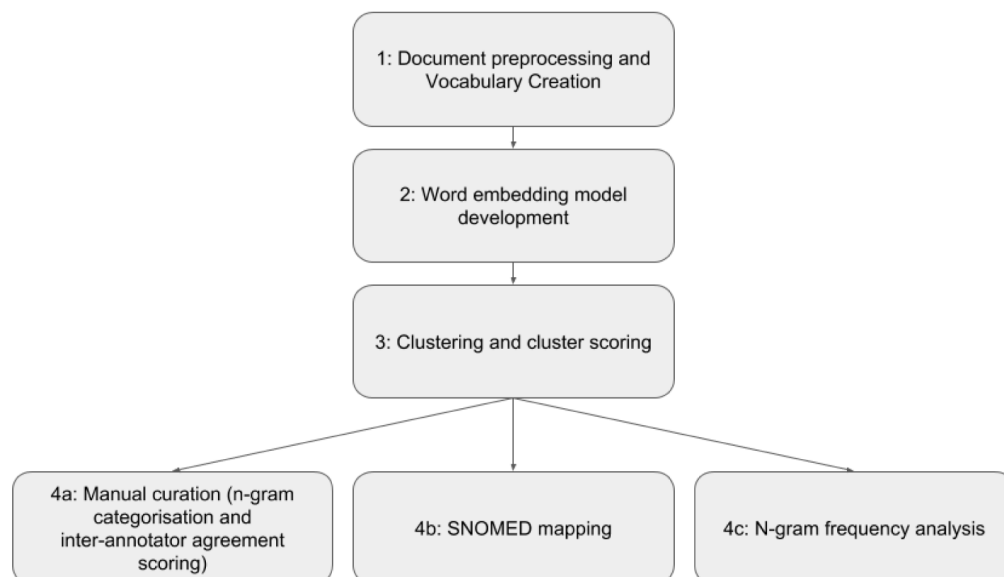 1: Document preprocessing and
Vocabulary Creation
2: Word embedding model
development
3: Clustering and cluster scoring
4a: Manual curation (n-gram
categorisation and
inter-annotator agreement
scoring)
4b: SNOMED mapping
4c: N-gram frequency analysis